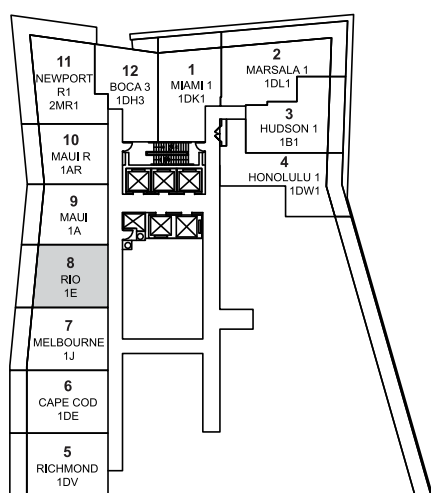 11
NEWPORT
R1
2MR1
12
BOCA 3
1DH3
1
MIAMI 1
1DK1
2
MARSALA 1
1DL1
3
HUDSON 1
1B1
4
HONOLULU 1
1DW1
10
MAUI R
1AR
9
MAUI
1A
8
RIO
1E
7
MELBOURNE
1J
6
CAPE COD
1DE
5
RICHMOND
1DV